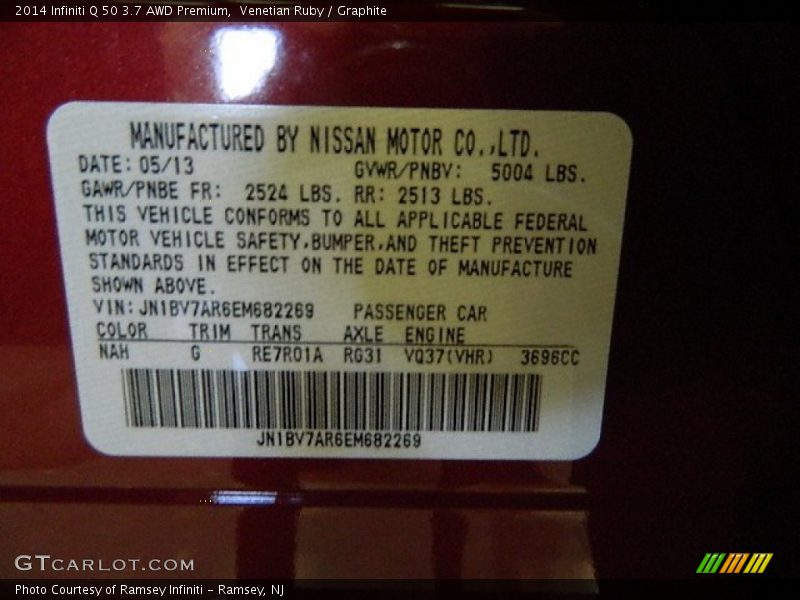 2014 Infiniti Q 50 3.7 AWD Premium,  Venetian Ruby / Graphite
MANUFACTURED BY NISSAN MOTOR CO.,LTD.
DATE: 05/13 GVWR/PNBV: 5004 LBS.
GAWR/PNBE FR: 2524 LBS. RR: 2513 LBS.
THIS VEHICLE CONFORMS TO ALL APPLICABLE FEDERAL
MOTOR VEHICLE SAFETY,BUMPER,AND THEFT PREVENTION
STANDARDS IN EFFECT ON THE DATE OF MANUFACTURE
SHOWN ABOVE.
VIN: JN1BV7AR6EM682269 PASSENGER CAR
COLOR TRIM TRANS AXLE ENGINE
NAH G RE7R01A RG31 VQ37(VHR) 3696CC
JN1BV7AR6EM682269
GTCARLOT.COM
Photo Courtesy of Ramsey Infiniti - Ramsey, NJ